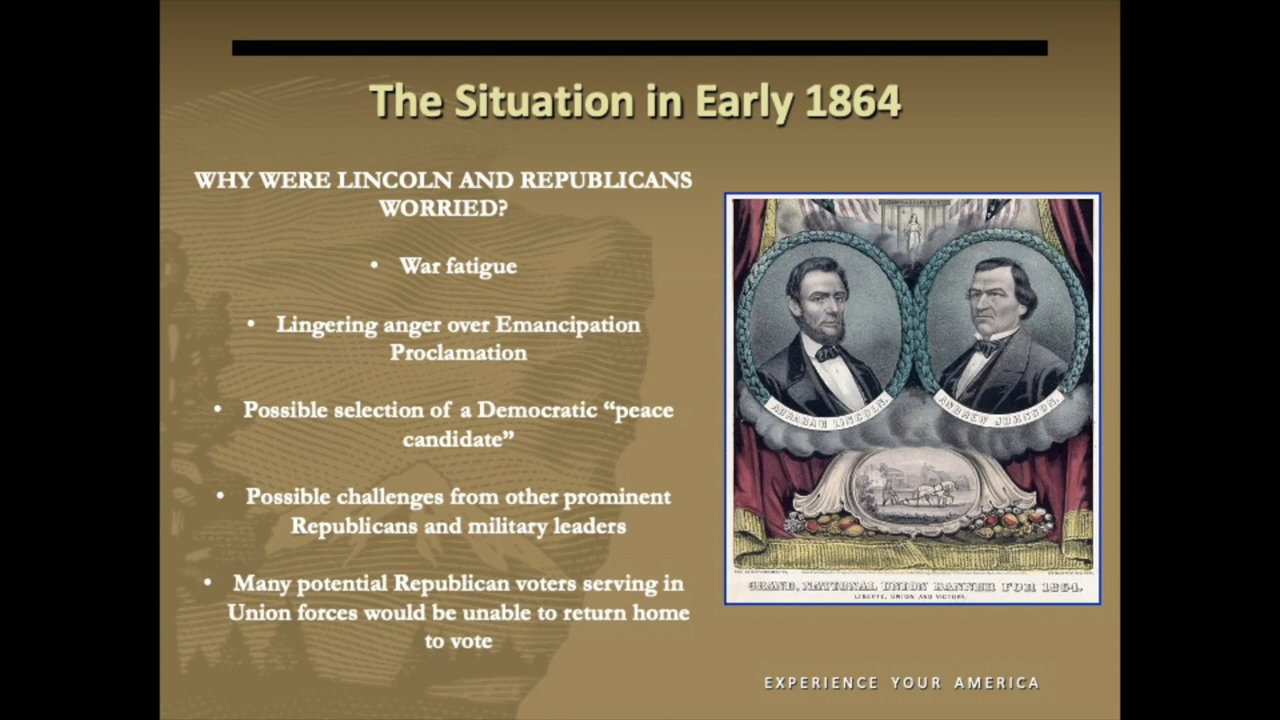 The Situation in Early 1864
WHY WERE LINCOLN AND REPUBLICANS
WORRIED?
• War fatigue
• Lingering anger over Emancipation
Proclamation
• Possible selection of a Democratic “peace
candidate”
• Possible challenges from other prominent
Republicans and military leaders
• Many potential Republican voters serving in
Union forces would be unable to return home
to vote
ABRAHAM LINCOLN.
ANDREW JOHNSON.
GRAND, NATIONAL UNION BANNER FOR 1864.
LIBERTY, UNION AND VICTORY.
EXPERIENCE YOUR AMERICA